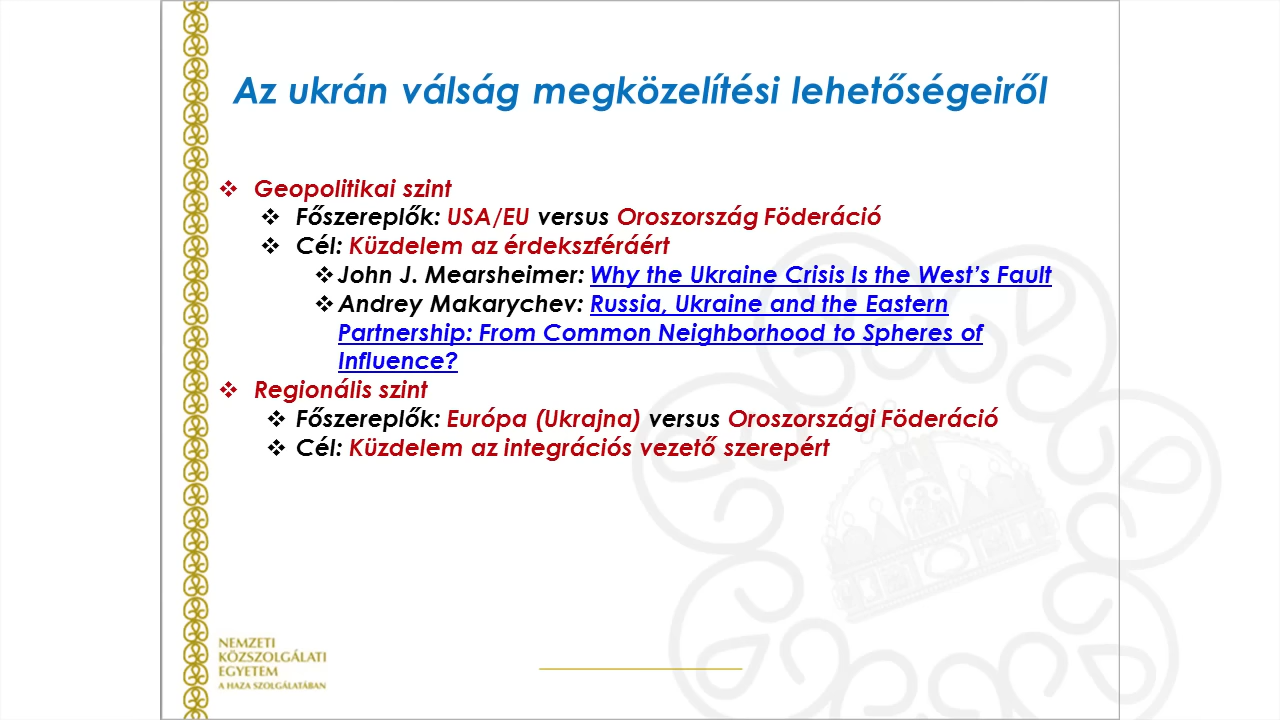 Az ukrán válság megközelítési lehetőségeiről
❖ Geopolitikai szint
❖ Főszereplők: USA/EU versus Oroszország Föderáció
❖ Cél: Küzdelem az érdekszféráért
❖ John J. Mearsheimer: Why the Ukraine Crisis Is the West’s Fault
❖ Andrey Makarychev: Russia, Ukraine and the Eastern
Partnership: From Common Neighborhood to Spheres of
Influence?
❖ Regionális szint
❖ Főszereplők: Európa (Ukrajna) versus Oroszországi Föderáció
❖ Cél: Küzdelem az integrációs vezető szerepért
NEMZETI
KÖZSZOLGÁLATI
EGYETEM
A HAZA SZOLGÁLATÁBAN